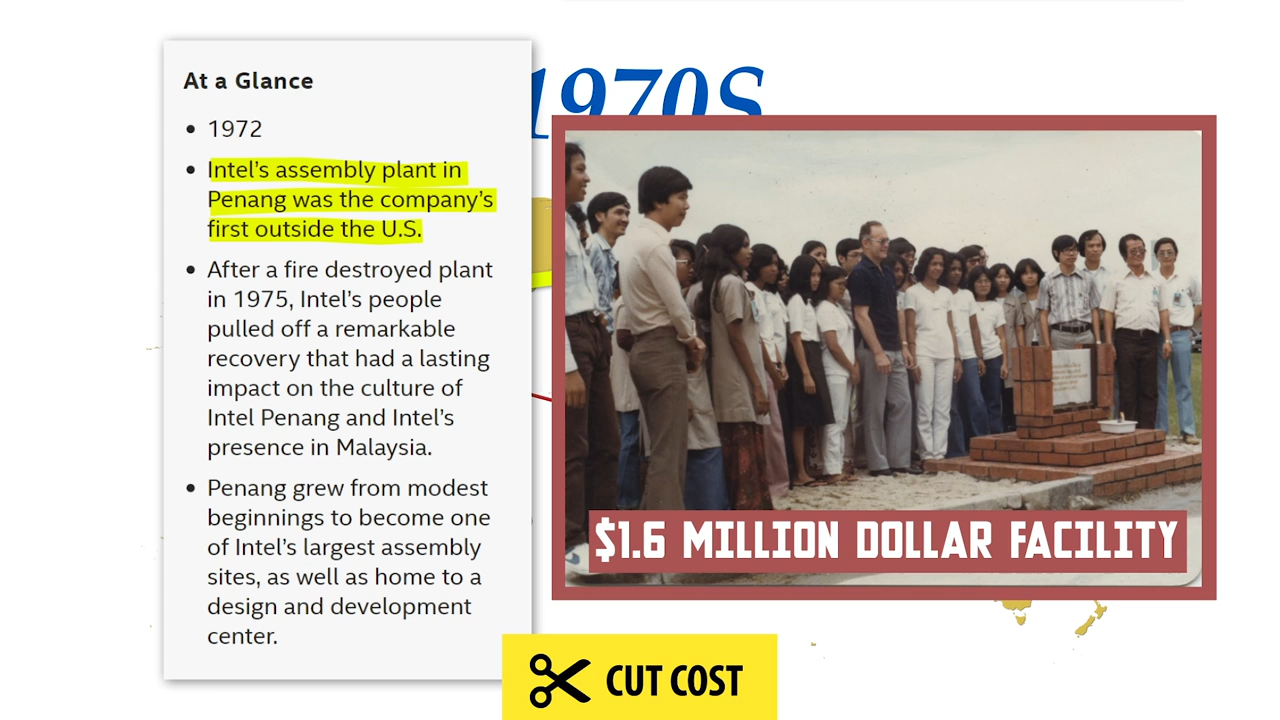 At a Glance
1970S
• 1972
• Intel's assembly plant in
Penang was the company's
first outside the U.S.
• After a fire destroyed plant
in 1975, Intel's people
pulled off a remarkable
recovery that had a lasting
impact on the culture of
Intel Penang and Intel's
presence in Malaysia.
• Penang grew from modest
beginnings to become one
of Intel's largest assembly
sites, as well as home to a
design and development
center.
$1.6 MILLION DOLLAR FACILITY
CUT COST